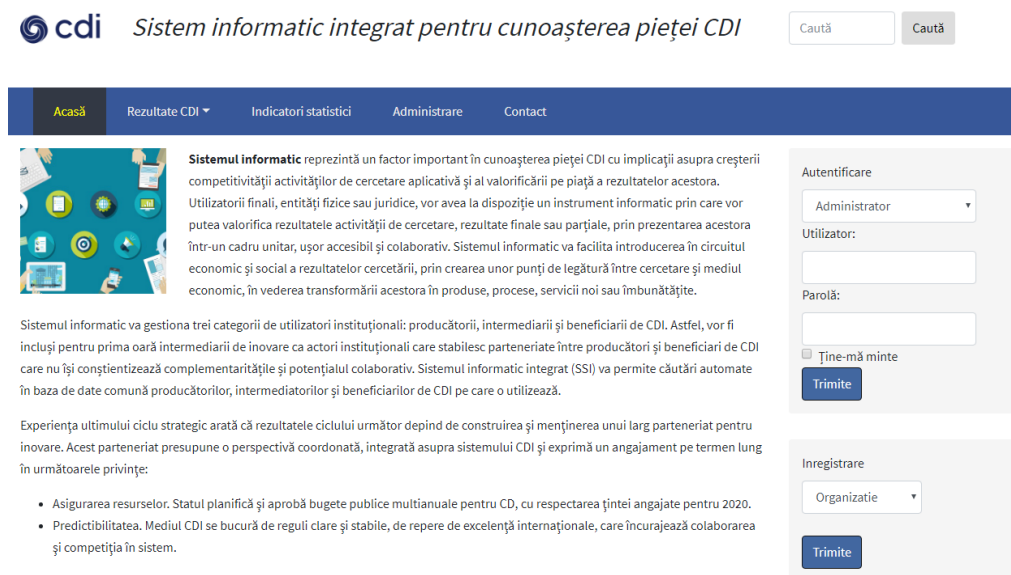 cdi
Sistem informatic integrat pentru cunoașterea pieței CDI
Caută
Caută
Acasă
Rezultate CDI
Indicatori statistici
Administrare
Contact
Sistemul informatic reprezintă un factor important în cunoașterea pieței CDI cu implicații asupra creșterii
competitivității activităților de cercetare aplicativă și al valorificării pe piață a rezultatelor acestora.
Utilizatorii finali, entități fizice sau juridice, vor avea la dispoziție un instrument informatic prin care vor
putea valorifica rezultatele activității de cercetare, rezultate finale sau parțiale, prin prezentarea acestora
într-un cadru unitar, ușor accesibil și colaborativ. Sistemul informatic va facilita introducerea în circuitul
economic și social a rezultatelor cercetării, prin crearea unor punți de legătură între cercetare și mediul
economic, în vederea transformării acestora în produse, procese, servicii noi sau îmbunătățite.
Sistemul informatic va gestiona trei categorii de utilizatori instituționali: producătorii, intermediarii și beneficiarii de CDI. Astfel, vor fi
incluși pentru prima oară intermediarii de inovare ca actori instituționali care stabilesc parteneriate între producători și beneficiari de CDI
care nu își conștientizează complementaritățile și potențialul colaborativ. Sistemul informatic integrat (SSI) va permite căutări automate
în baza de date comună producătorilor, intermediatorilor și beneficiarilor de CDI pe care o utilizează.
Experiența ultimului ciclu strategic arată că rezultatele ciclului următor depind de construirea și menținerea unui larg parteneriat pentru
inovare. Acest parteneriat presupune o perspectivă coordonată, integrată asupra sistemului CDI și exprimă un angajament pe termen lung
în următoarele privințe:
• Asigurarea resurselor. Statul planifică și aprobă bugete publice multianuale pentru CD, cu respectarea țintei angajate pentru 2020.
• Predictibilitatea. Mediul CDI se bucură de reguli clare și stabile, de repere de excelență internaționale, care încurajează colaborarea
și competiția în sistem.
Autentificare
Administrator
Utilizator:
Parolă:
Ține-mă minte
Trimite
Inregistrare
Organizatie
Trimite